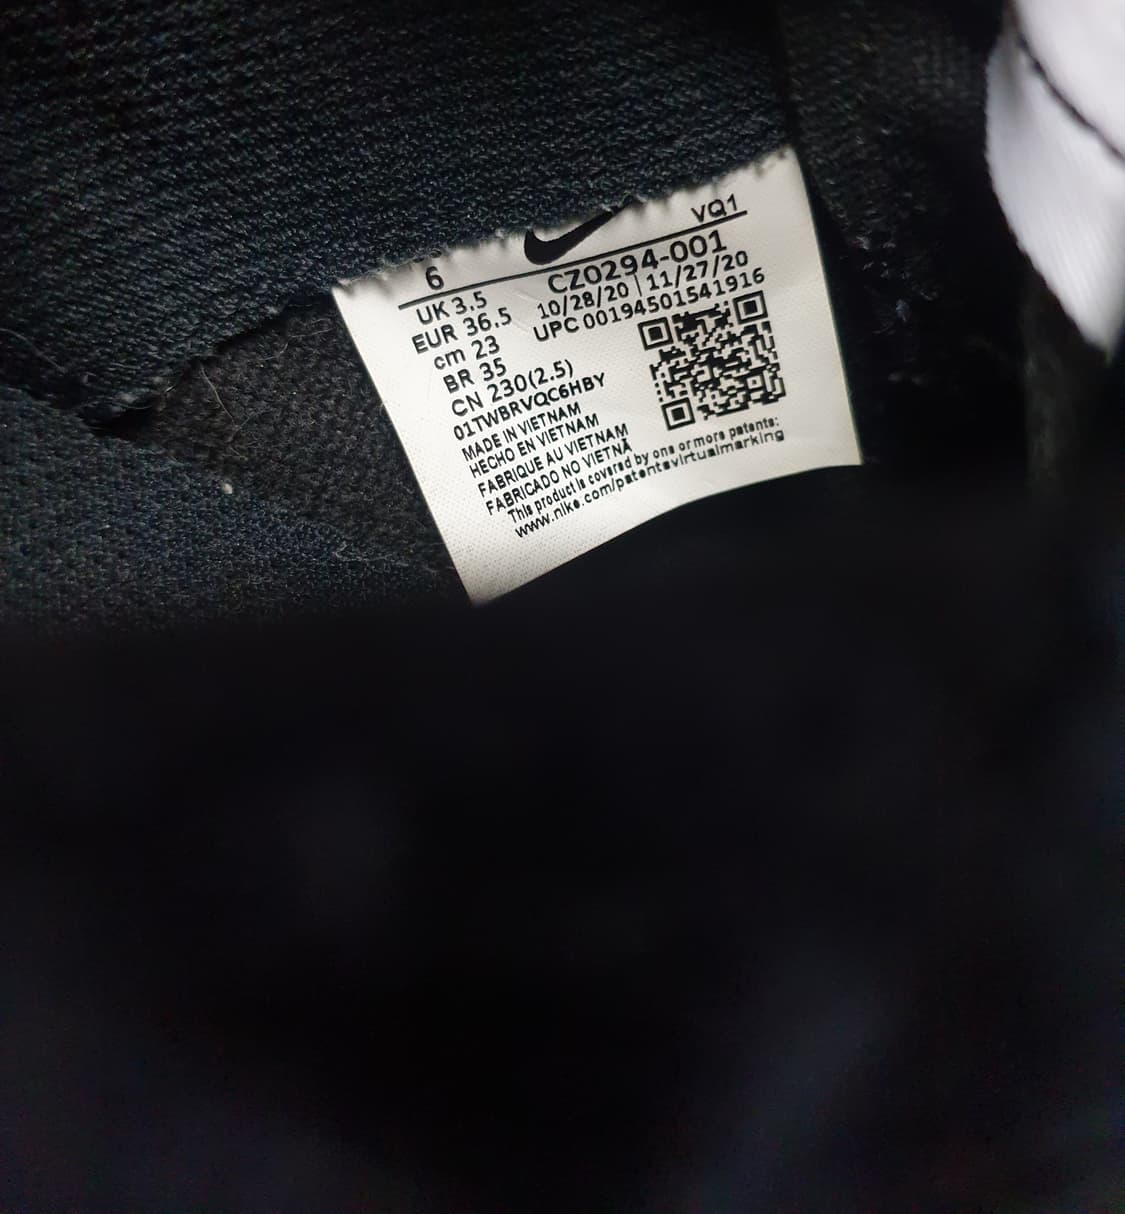 VQ1
6
CZ0294-001
UK 3.5
10/28/20 | 11/27/20
EUR 36.5
UPC 00194501541916
cm 23
BR 35
CN 230(2.5)
01TWBRVQC6HBY
MADE IN VIETNAM
HECHO EN VIETNAM
FABRIQUE AU VIETNAM
FABRICADO NO VIETNÃ
This product is covered by one or more patents:
www.nike.com/patentsvirtualmarking